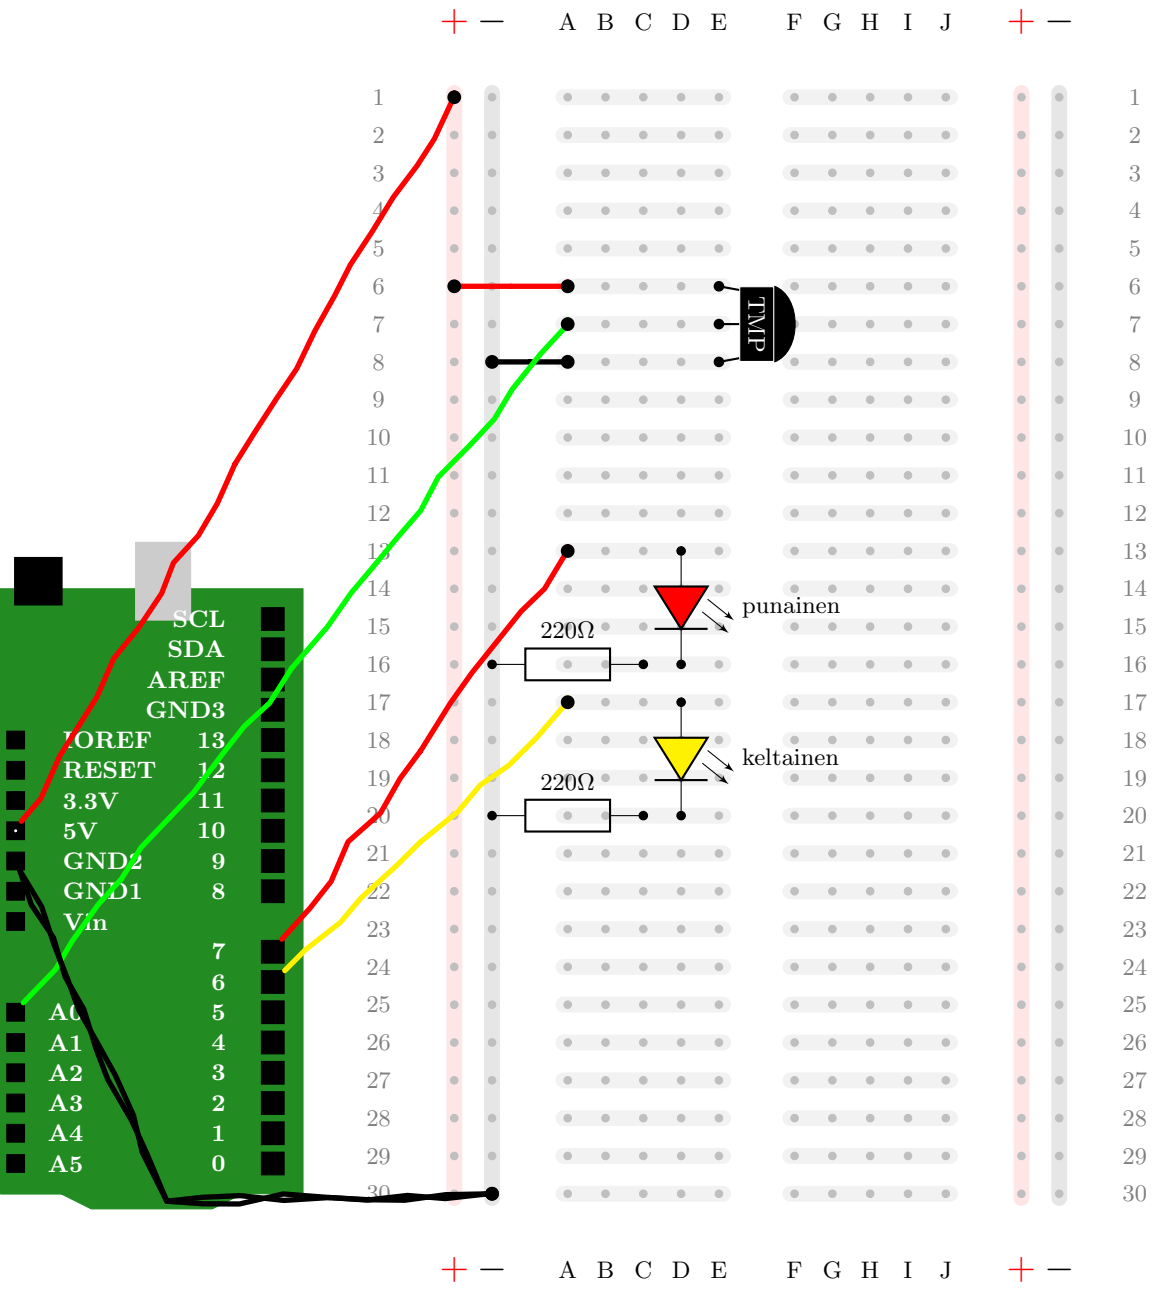 + − A B C D E F G H I J + −
1 1
2 2
3 3
4 4
5 5
6 6
TMP
7 7
8 8
9 9
10 10
11 11
12 12
13 13
14 14
punainen
SCL 15 220Ω 15
SDA
AREF 16 16
GND3 17 17
IOREF 13 18 18
keltainen
RESET 12 19 220Ω 19
3.3V 11
5V 10 20 20
GND2 9 21 21
GND1 8 22 22
Vin 23 23
7
6 24 24
A0 5 25 25
A1 4 26 26
A2 3 27 27
A3 2 28 28
A4 1
A5 0 29 29
30 30
+ − A B C D E F G H I J + −